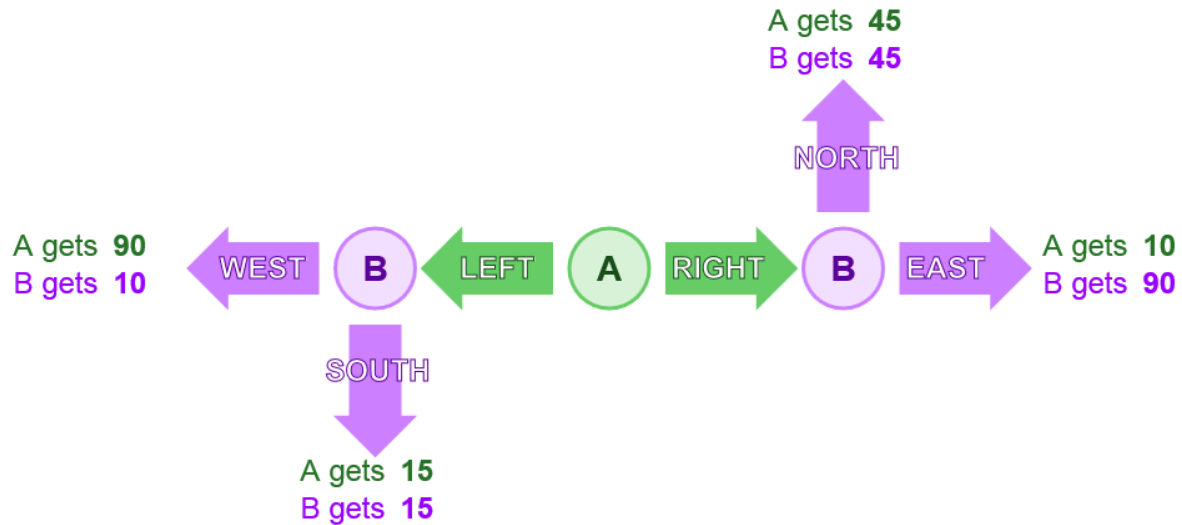 A gets 45
B gets 45
NORTH
A gets 90
B gets 10
WEST
B
LEFT
A
RIGHT
B
EAST
A gets 10
B gets 90
SOUTH
A gets 15
B gets 15